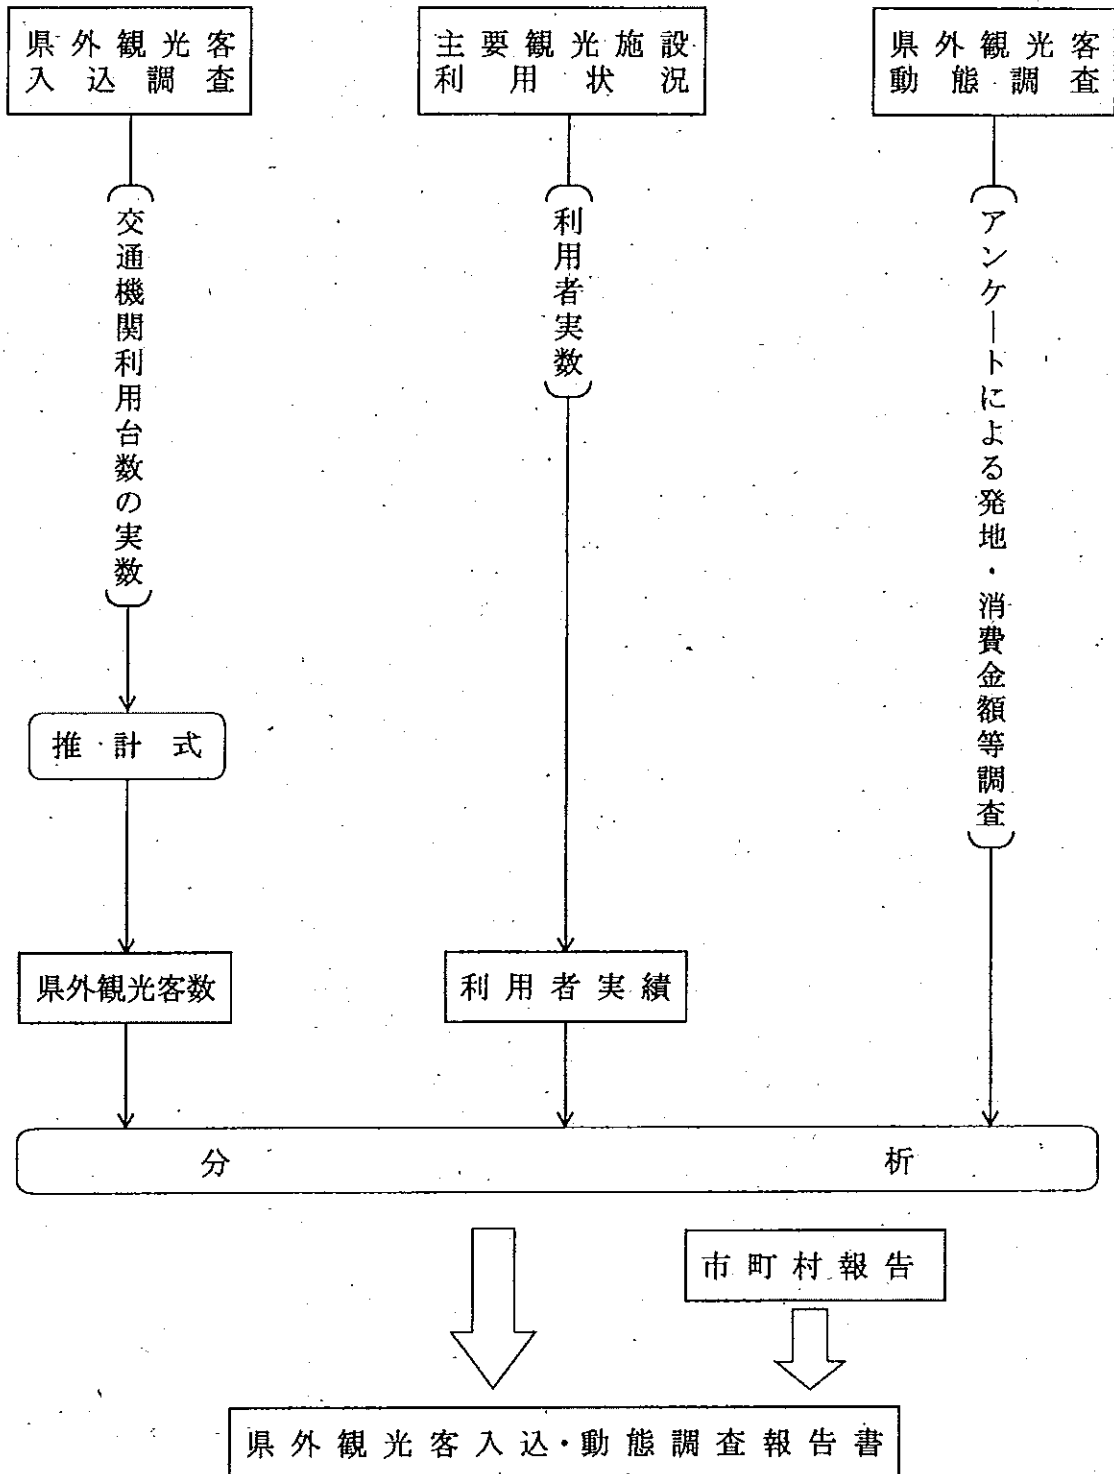 県外観光客
入込調査
主要観光施設
利用状況
県外観光客
動態調査
交通機関利用台数の実数
利用者実数
アンケートによる発地・消費金額等調査
推計式
県外観光客数
利用者実績
分析
市町村報告
県外観光客入込・動態調査報告書